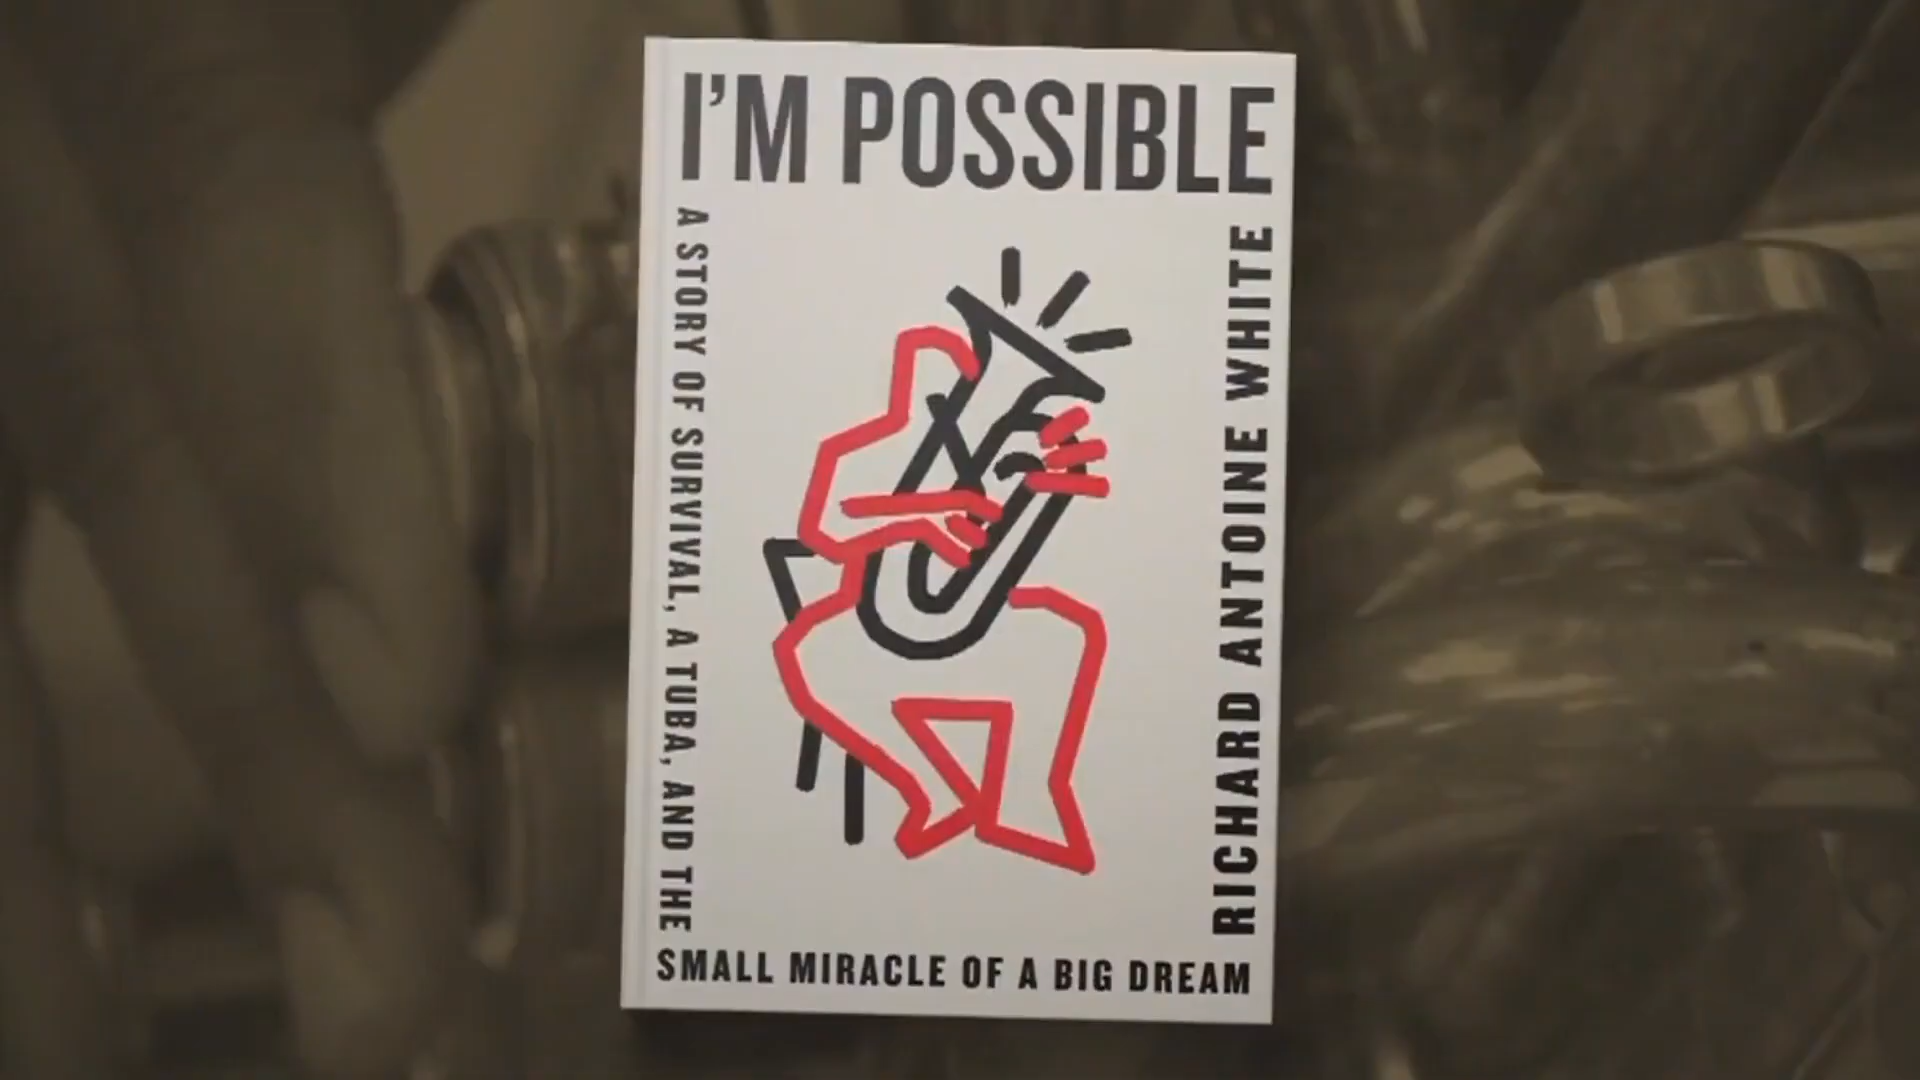 I'M POSSIBLE
A STORY OF SURVIVAL, A TUBA, AND THE
SMALL MIRACLE OF A BIG DREAM
RICHARD ANTOINE WHITE